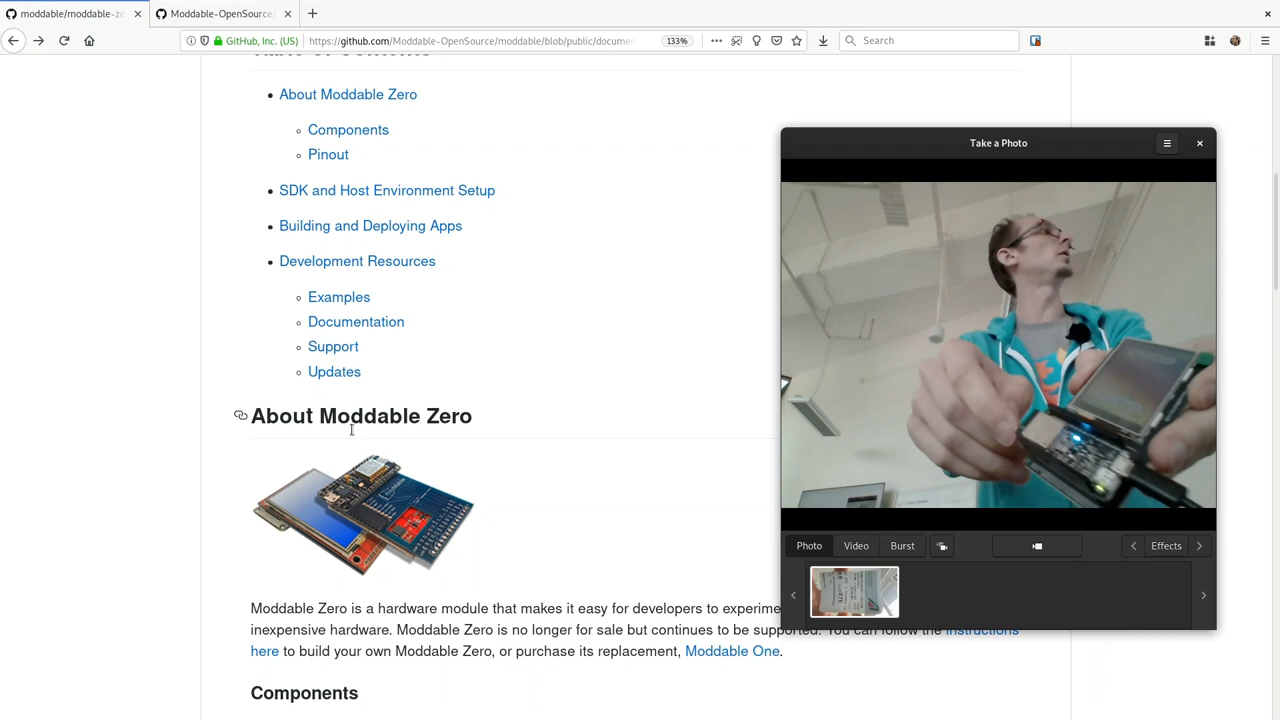 moddable/moddable-ze
Moddable-OpenSource/
GitHub, Inc. (US)
https://github.com/Moddable-OpenSource/moddable/blob/public/docume
133%
Search
About Moddable Zero
Components
Pinout
SDK and Host Environment Setup
Building and Deploying Apps
Development Resources
Examples
Documentation
Support
Updates
About Moddable Zero
Moddable Zero is a hardware module that makes it easy for developers to experime
inexpensive hardware. Moddable Zero is no longer for sale but continues to be supported. You can follow the instructions
here to build your own Moddable Zero, or purchase its replacement, Moddable One.
Components
Take a Photo
Photo
Video
Burst
Effects